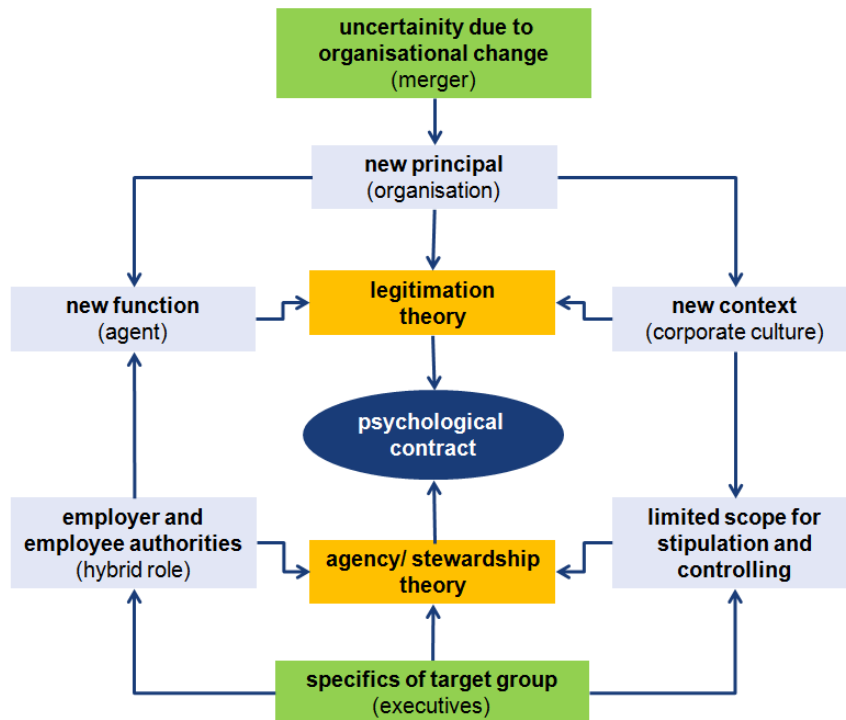 uncertainity due to
organisational change
(merger)
new principal
(organisation)
new function
(agent)
legitimation
theory
new context
(corporate culture)
psychological
contract
employer and
employee authorities
(hybrid role)
agency/ stewardship
theory
limited scope for
stipulation and
controlling
specifics of target group
(executives)